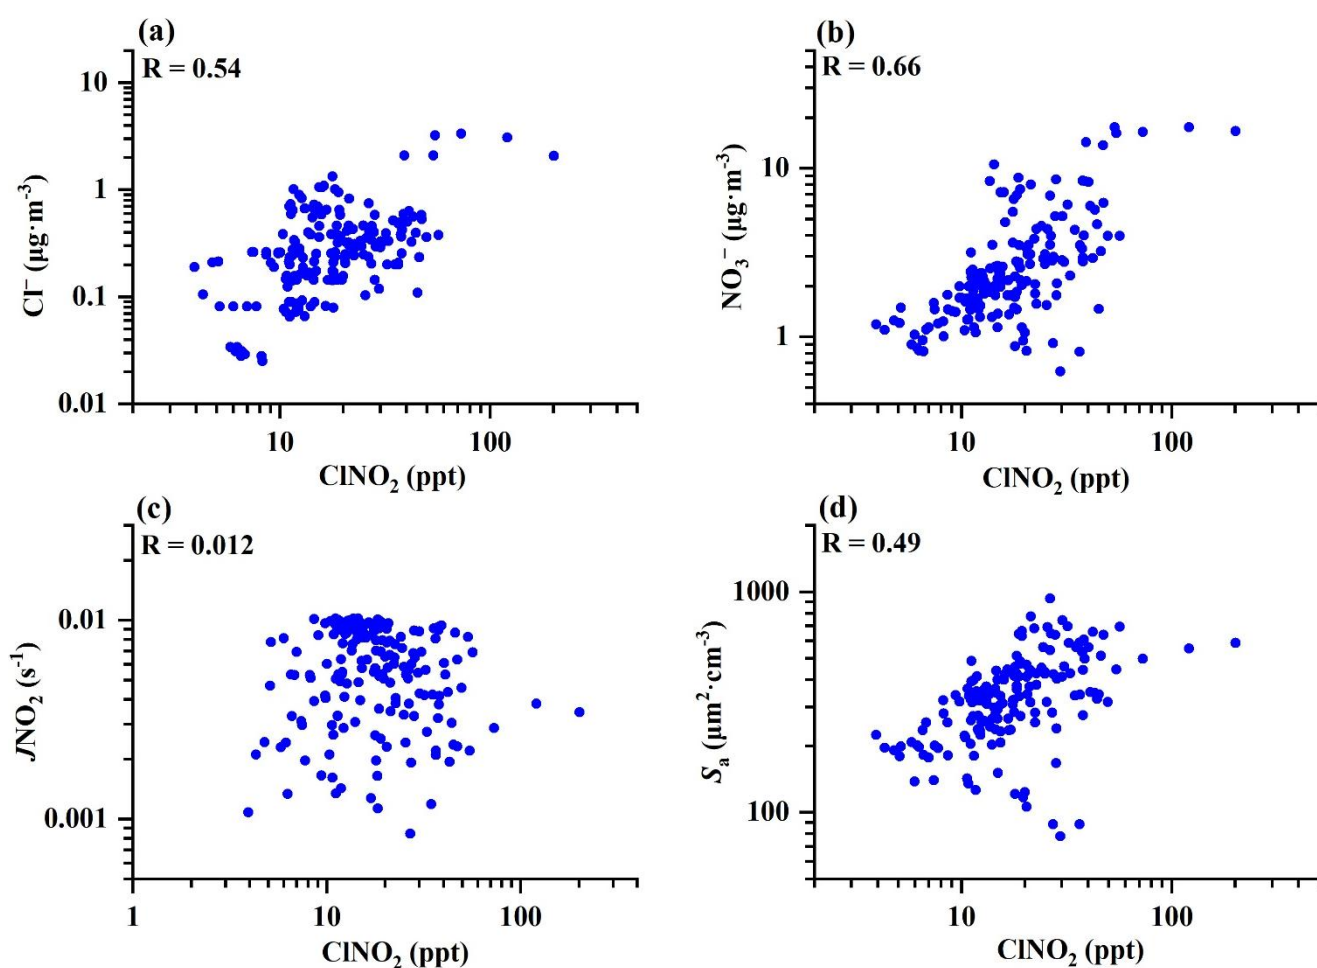 (a)
R = 0.54
10
1
0.1
0.01
Cl⁻ (μg·m⁻³)
10 100
ClNO₂ (ppt)
(b)
R = 0.66
10
1
NO₃⁻ (μg·m⁻³)
10 100
ClNO₂ (ppt)
(c)
R = 0.012
0.01
0.001
JNO₂ (s⁻¹)
1 10 100
ClNO₂ (ppt)
(d)
R = 0.49
1000
100
Sₐ (μm²·cm⁻³)
10 100
ClNO₂ (ppt)